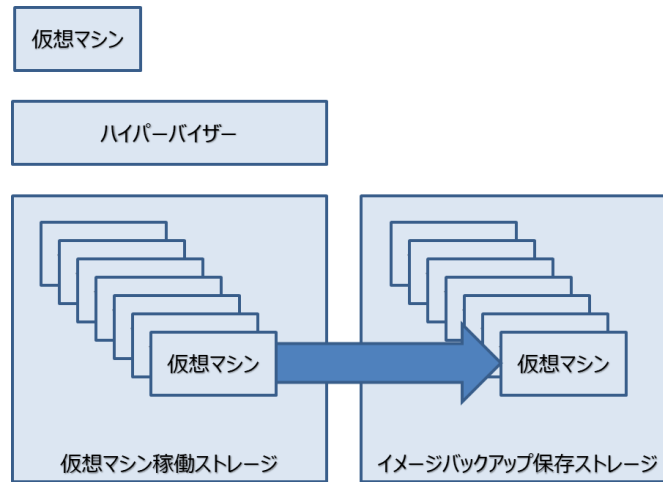 仮想マシン
ハイパーバイザー
仮想マシン
仮想マシン
仮想マシン稼働ストレージ
イメージバックアップ保存ストレージ